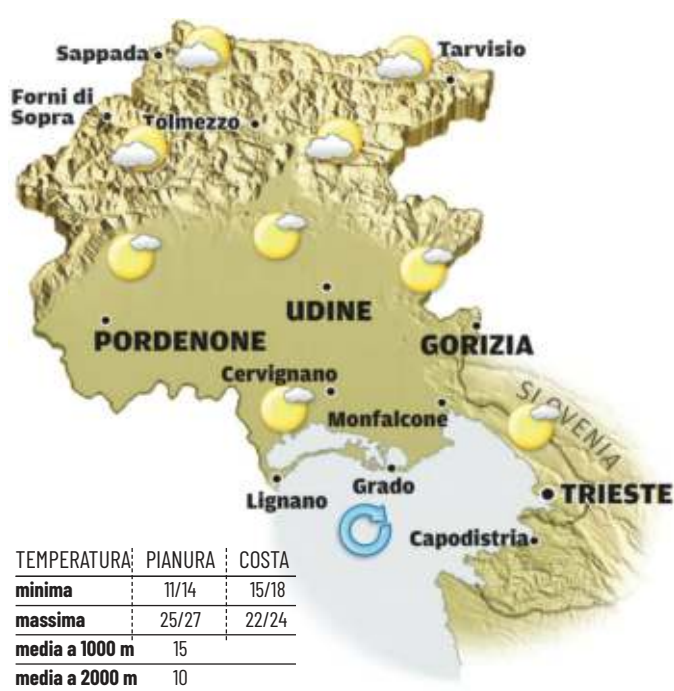 Sappada
Tarvisio
Forni di
Sopra
Tolmezzo
UDINE
PORDENONE
GORIZIA
Cervignano
SLOVENIA
Monfalcone
Lignano
Grado
TRIESTE
Capodistria
TEMPERATURA PIANURA COSTA
minima 11/14 15/18
massima 25/27 22/24
media a 1000 m 15
media a 2000 m 10